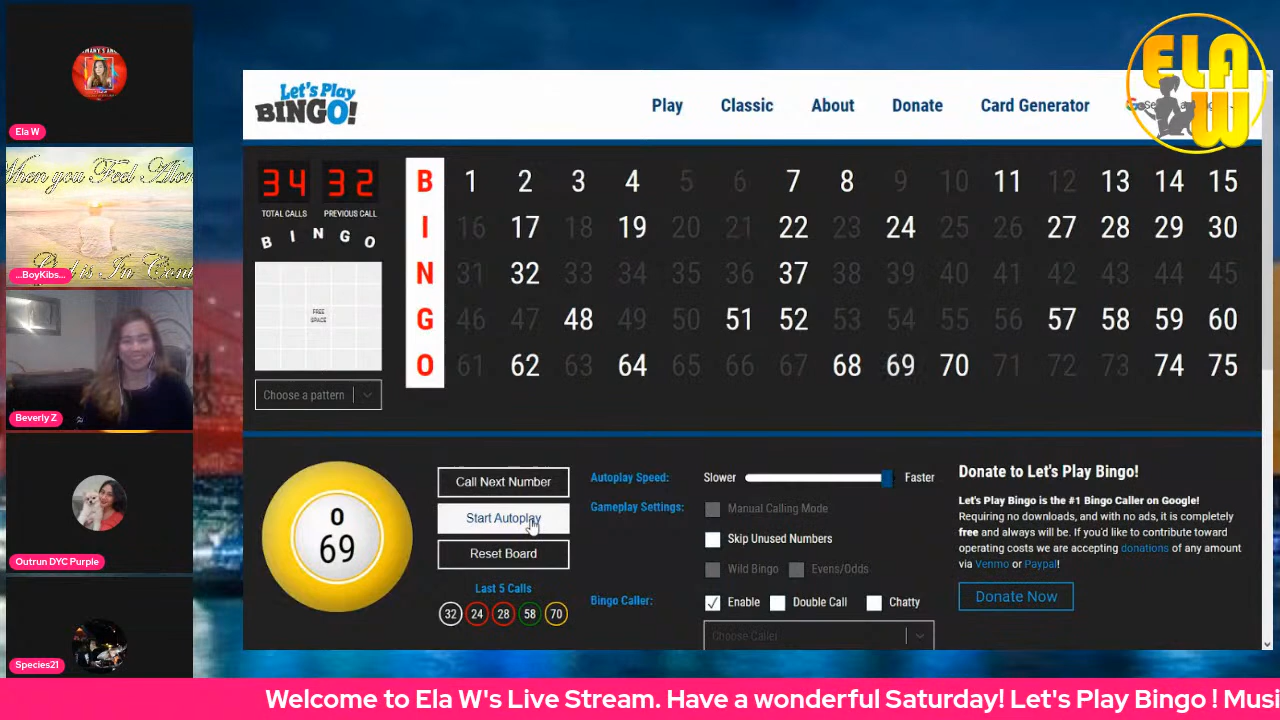 Ela W
When you Feel Alon
is In Cont
...BoyKibs...
Beverly Z
Outrun DYC Purple
Species21
ELA
W
Let's Play
BINGO!
Play Classic About Donate Card Generator
34 32
TOTAL CALLS PREVIOUS CALL
B I N G O
FREE
SPACE
Choose a pattern
B 1 2 3 4 5 6 7 8 9 10 11 12 13 14 15
I 16 17 18 19 20 21 22 23 24 25 26 27 28 29 30
N 31 32 33 34 35 36 37 38 39 40 41 42 43 44 45
G 46 47 48 49 50 51 52 53 54 55 56 57 58 59 60
O 61 62 63 64 65 66 67 68 69 70 71 72 73 74 75
O
69
Call Next Number
Start Autoplay
Reset Board
Last 5 Calls
32 24 28 58 70
Autoplay Speed: Slower Faster
Gameplay Settings: Manual Calling Mode
Skip Unused Numbers
Wild Bingo Evens/Odds
Bingo Caller: Enable Double Call Chatty
Choose Caller
Donate to Let's Play Bingo!
Let's Play Bingo is the #1 Bingo Caller on Google!
Requiring no downloads, and with no ads, it is completely
free and always will be. If you'd like to contribute toward
operating costs we are accepting donations of any amount
via Venmo or Paypal!
Donate Now
Welcome to Ela W's Live Stream. Have a wonderful Saturday! Let's Play Bingo ! Musi